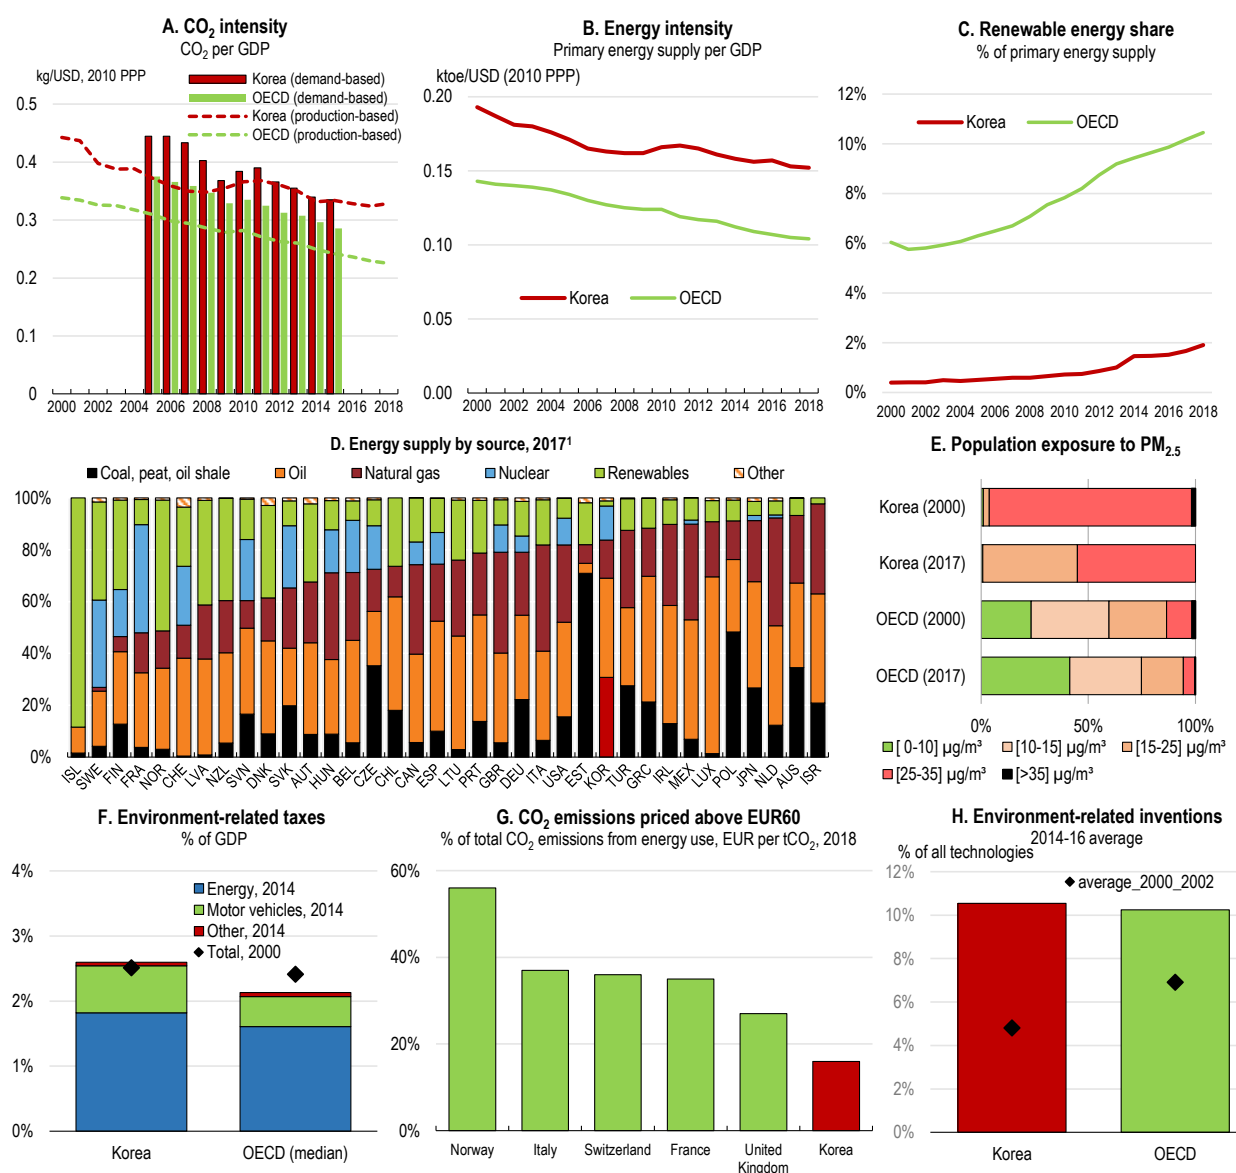 A. CO₂ intensity
CO₂ per GDP
kg/USD, 2010 PPP
Korea (demand-based)
OECD (demand-based)
Korea (production-based)
OECD (production-based)
0.5
0.4
0.3
0.2
0.1
0
2000 2002 2004 2006 2008 2010 2012 2014 2016 2018
B. Energy intensity
Primary energy supply per GDP
ktoe/USD (2010 PPP)
0.20
0.15
0.10
0.05
0.00
Korea OECD
2000 2002 2004 2006 2008 2010 2012 2014 2016 2018
C. Renewable energy share
% of primary energy supply
12%
10%
8%
6%
4%
2%
0%
Korea OECD
2000 2002 2004 2006 2008 2010 2012 2014 2016 2018
D. Energy supply by source, 2017¹
Coal, peat, oil shale Oil Natural gas Nuclear Renewables Other
100%
80%
60%
40%
20%
0%
ISL SWE FIN FRA NOR CHE LVA NZL SVN DNK SVK AUT HUN BEL CZE CHL CAN ESP LTU PRT GBR DEU ITA USA EST KOR TUR GRC IRL MEX LUX POL JPN NLD AUS ISR
E. Population exposure to PM₂.₅
Korea (2000)
Korea (2017)
OECD (2000)
OECD (2017)
0% 50% 100%
[ 0-10] µg/m³ [10-15] µg/m³ [15-25] µg/m³
[25-35] µg/m³ [>35] µg/m³
F. Environment-related taxes
% of GDP
4%
3%
2%
1%
0%
Energy, 2014
Motor vehicles, 2014
Other, 2014
Total, 2000
Korea OECD (median)
G. CO₂ emissions priced above EUR60
% of total CO₂ emissions from energy use, EUR per tCO₂, 2018
60%
40%
20%
0%
Norway Italy Switzerland France United Korea
Kingdom
H. Environment-related inventions
2014-16 average
% of all technologies
12%
10%
8%
6%
4%
2%
0%
average_2000_2002
Korea OECD